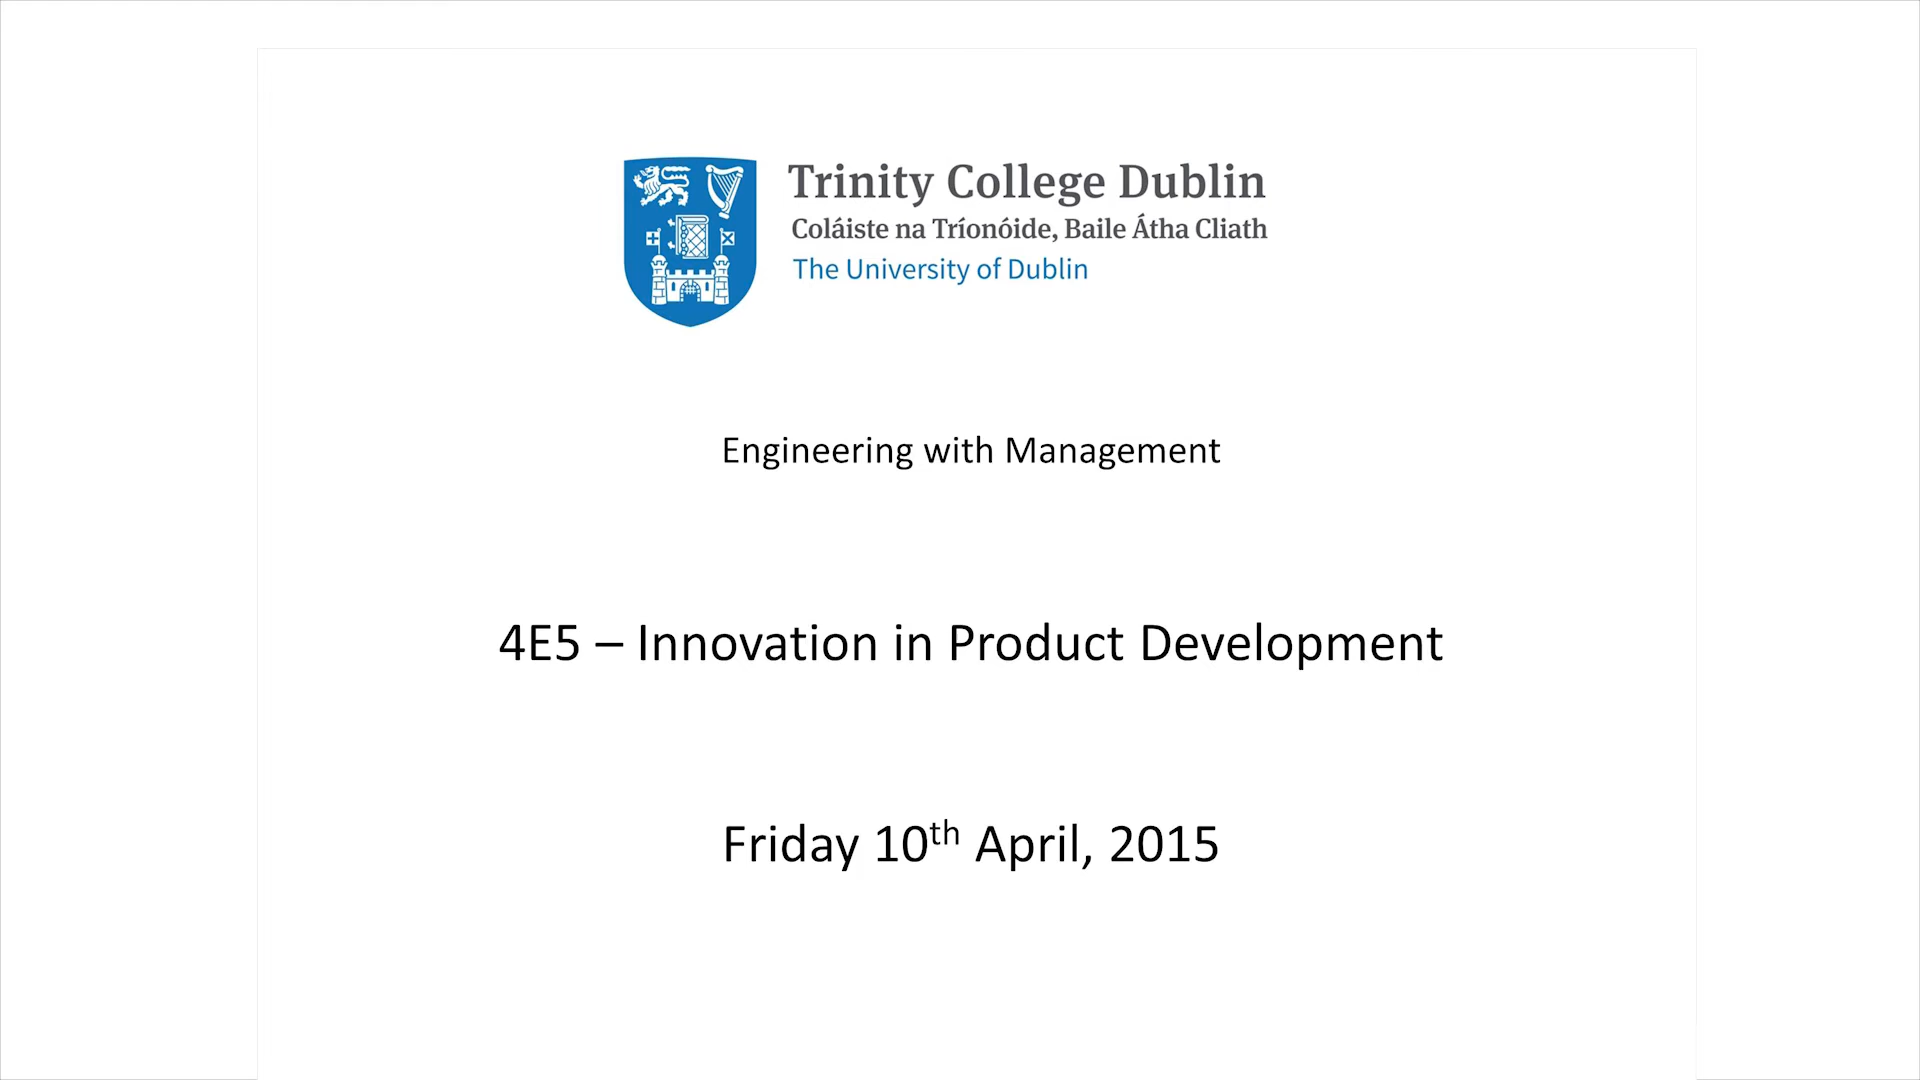 Trinity College Dublin
Coláiste na Tríonóide, Baile Átha Cliath
The University of Dublin
Engineering with Management
4E5 – Innovation in Product Development
Friday 10th April, 2015